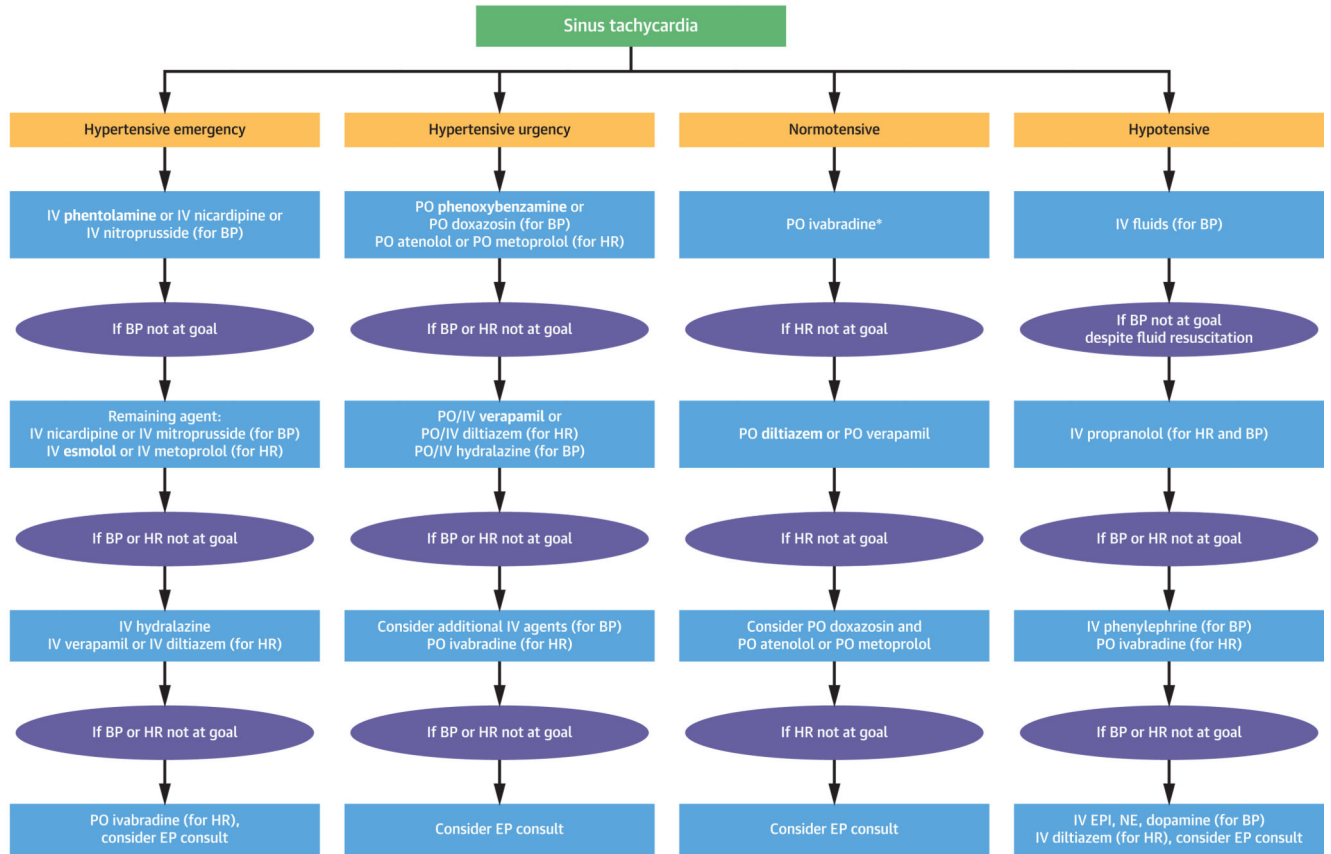 Sinus tachycardia
Hypertensive emergency
Hypertensive urgency
Normotensive
Hypotensive
IV phentolamine or IV nicardipine or
IV nitroprusside (for BP)
PO phenoxybenzamine or
PO doxazosin (for BP)
PO atenolol or PO metoprolol (for HR)
PO ivabradine*
IV fluids (for BP)
If BP not at goal
If BP or HR not at goal
If HR not at goal
If BP not at goal
despite fluid resuscitation
Remaining agent:
IV nicardipine or IV mitroprusside (for BP)
IV esmolol or IV metoprolol (for HR)
PO/IV verapamil or
PO/IV diltiazem (for HR)
PO/IV hydralazine (for BP)
PO diltiazem or PO verapamil
IV propranolol (for HR and BP)
If BP or HR not at goal
If BP or HR not at goal
If HR not at goal
If BP or HR not at goal
IV hydralazine
IV verapamil or IV diltiazem (for HR)
Consider additional IV agents (for BP)
PO ivabradine (for HR)
Consider PO doxazosin and
PO atenolol or PO metoprolol
IV phenylephrine (for BP)
PO ivabradine (for HR)
If BP or HR not at goal
If BP or HR not at goal
If HR not at goal
If BP or HR not at goal
PO ivabradine (for HR),
consider EP consult
Consider EP consult
Consider EP consult
IV EPI, NE, dopamine (for BP)
IV diltiazem (for HR), consider EP consult